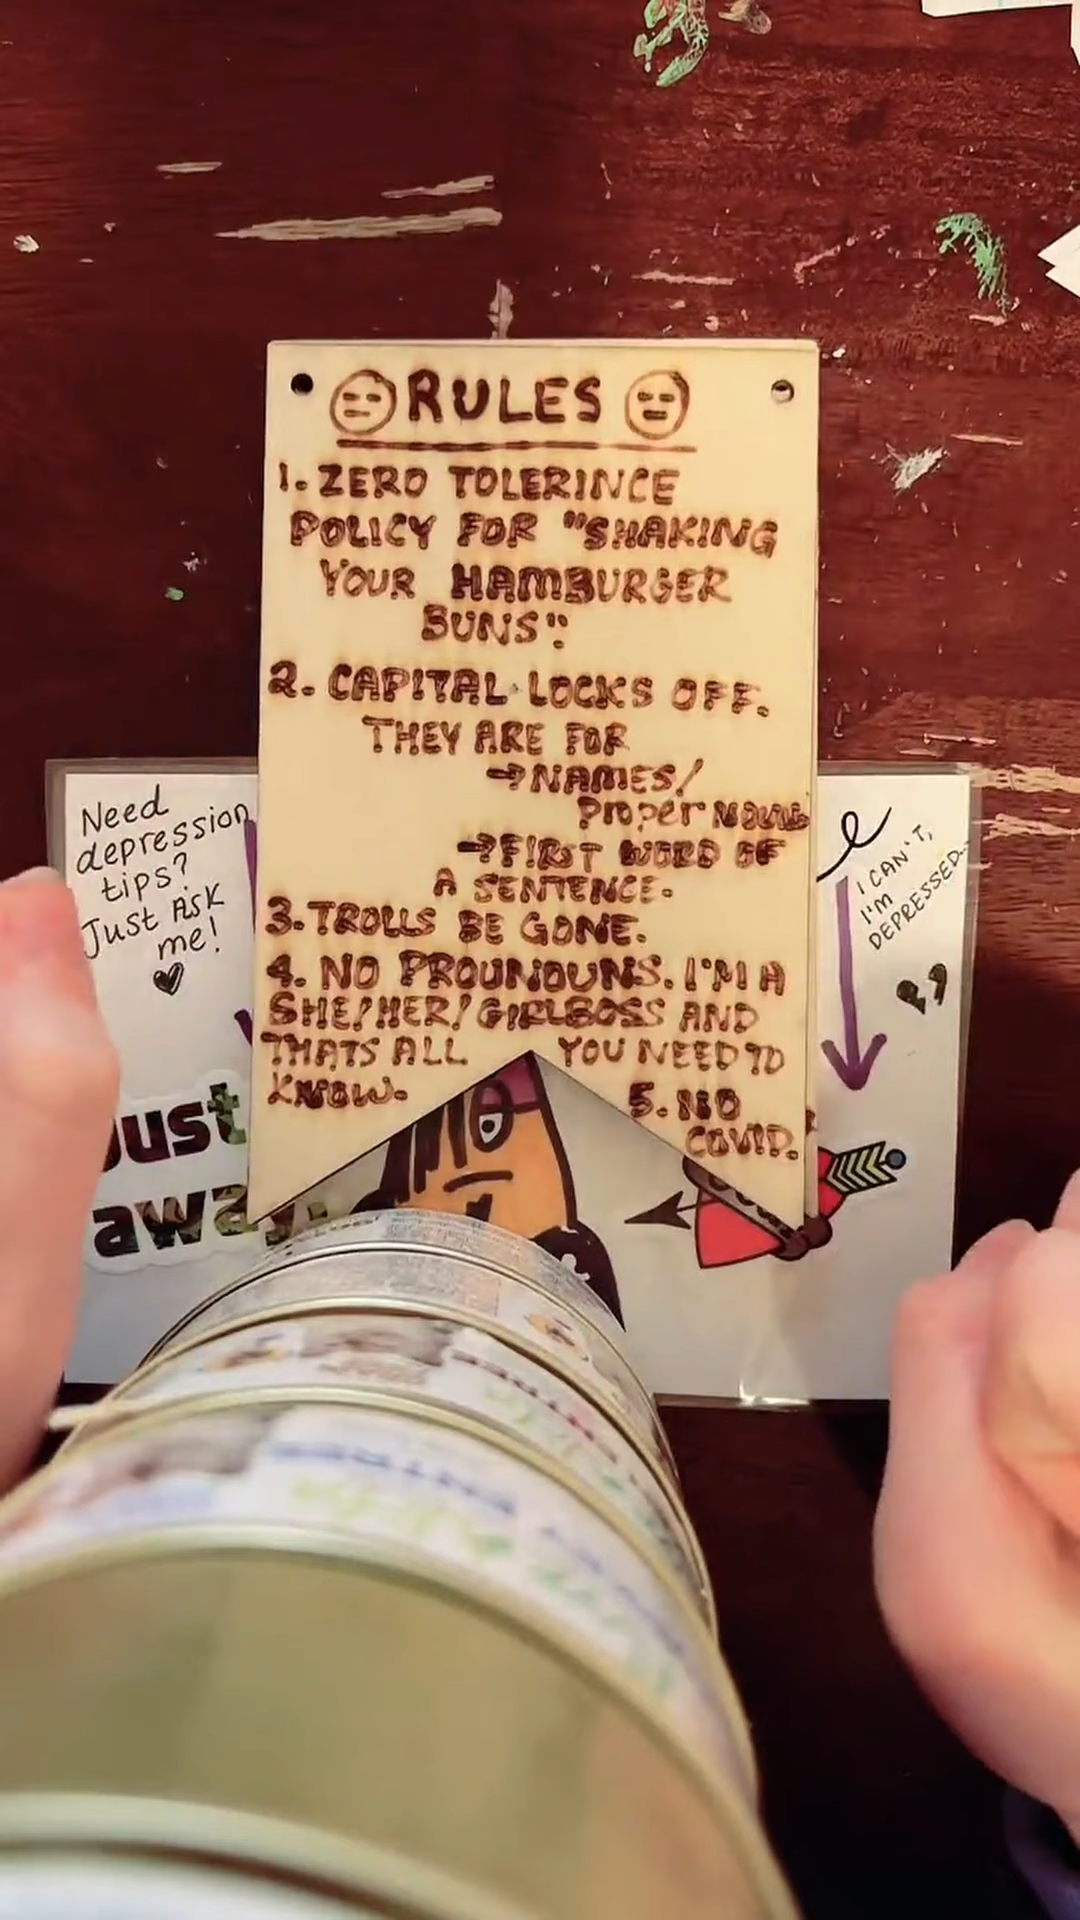 RULES
1. ZERO TOLERINCE
POLICY FOR "SHAKING
YOUR HAMBURGER
BUNS".
2. CAPITAL LOCKS OFF.
THEY ARE FOR
→NAMES/
Proper NOUNS
→FIRST WORD OF
A SENTENCE.
3. TROLLS BE GONE.
4. NO PROUNOUNS. I'M A
SHE/HER/GIRLBOSS AND
THATS ALL YOU NEED TO
KNOW.
5. NO
COVID.
Need
depression
tips?
Just Ask
me!
Just
away
I CAN'T,
I'M
DEPRESSED...